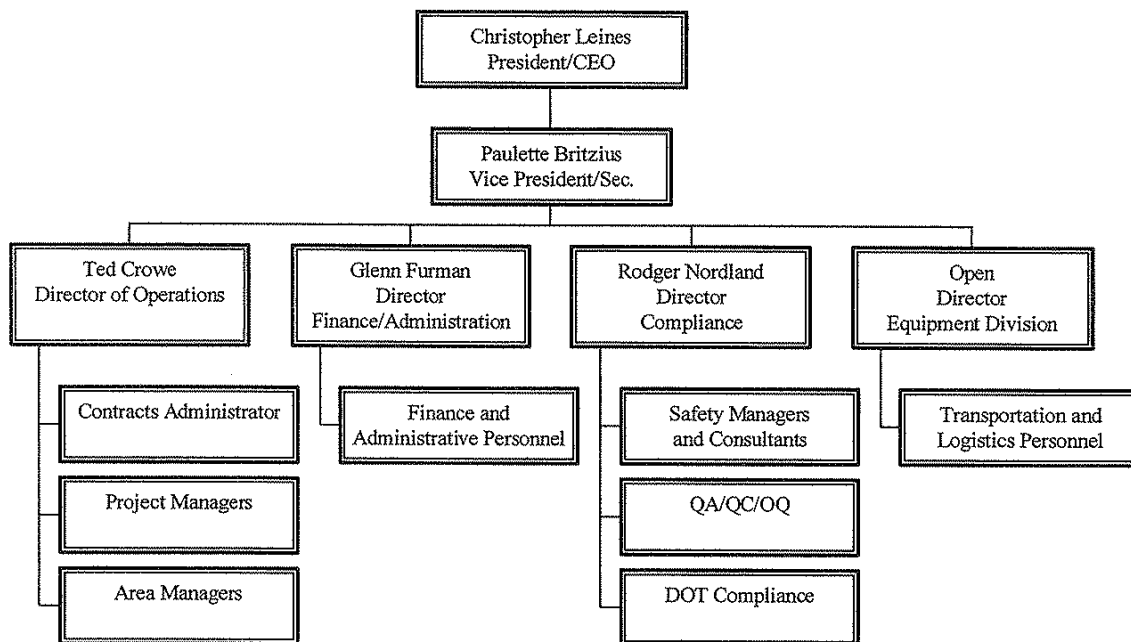 Christopher Leines
President/CEO
Paulette Britzius
Vice President/Sec.
Ted Crowe
Director of Operations
Glenn Furman
Director
Finance/Administration
Rodger Nordland
Director
Compliance
Open
Director
Equipment Division
Contracts Administrator
Project Managers
Area Managers
Finance and
Administrative Personnel
Safety Managers
and Consultants
QA/QC/OQ
DOT Compliance
Transportation and
Logistics Personnel